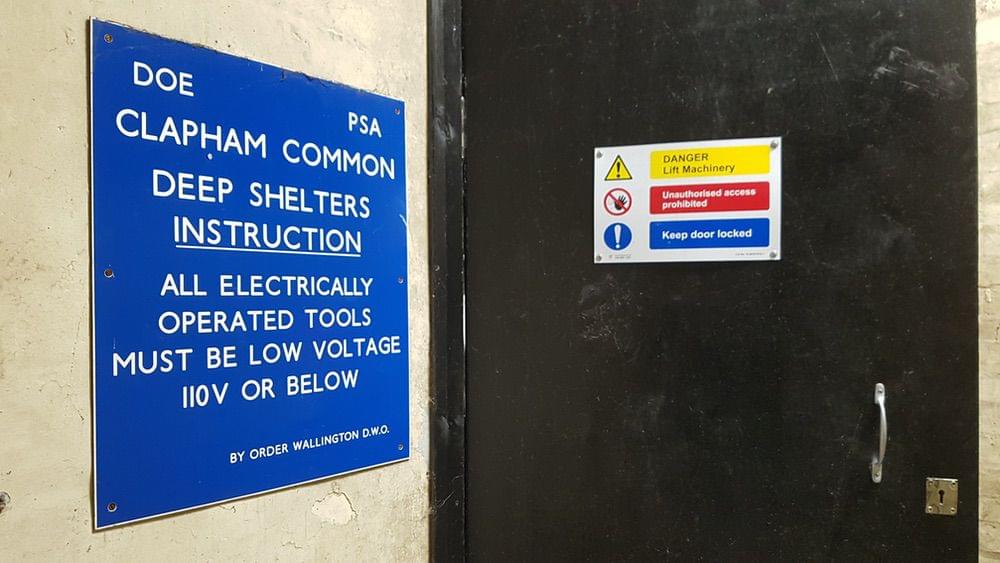 DOE
PSA
CLAPHAM COMMON
DEEP SHELTERS
INSTRUCTION
ALL ELECTRICALLY
OPERATED TOOLS
MUST BE LOW VOLTAGE
110V OR BELOW
BY ORDER WALLINGTON D.W.O.
DANGER
Lift Machinery
Unauthorised access
prohibited
Keep door locked